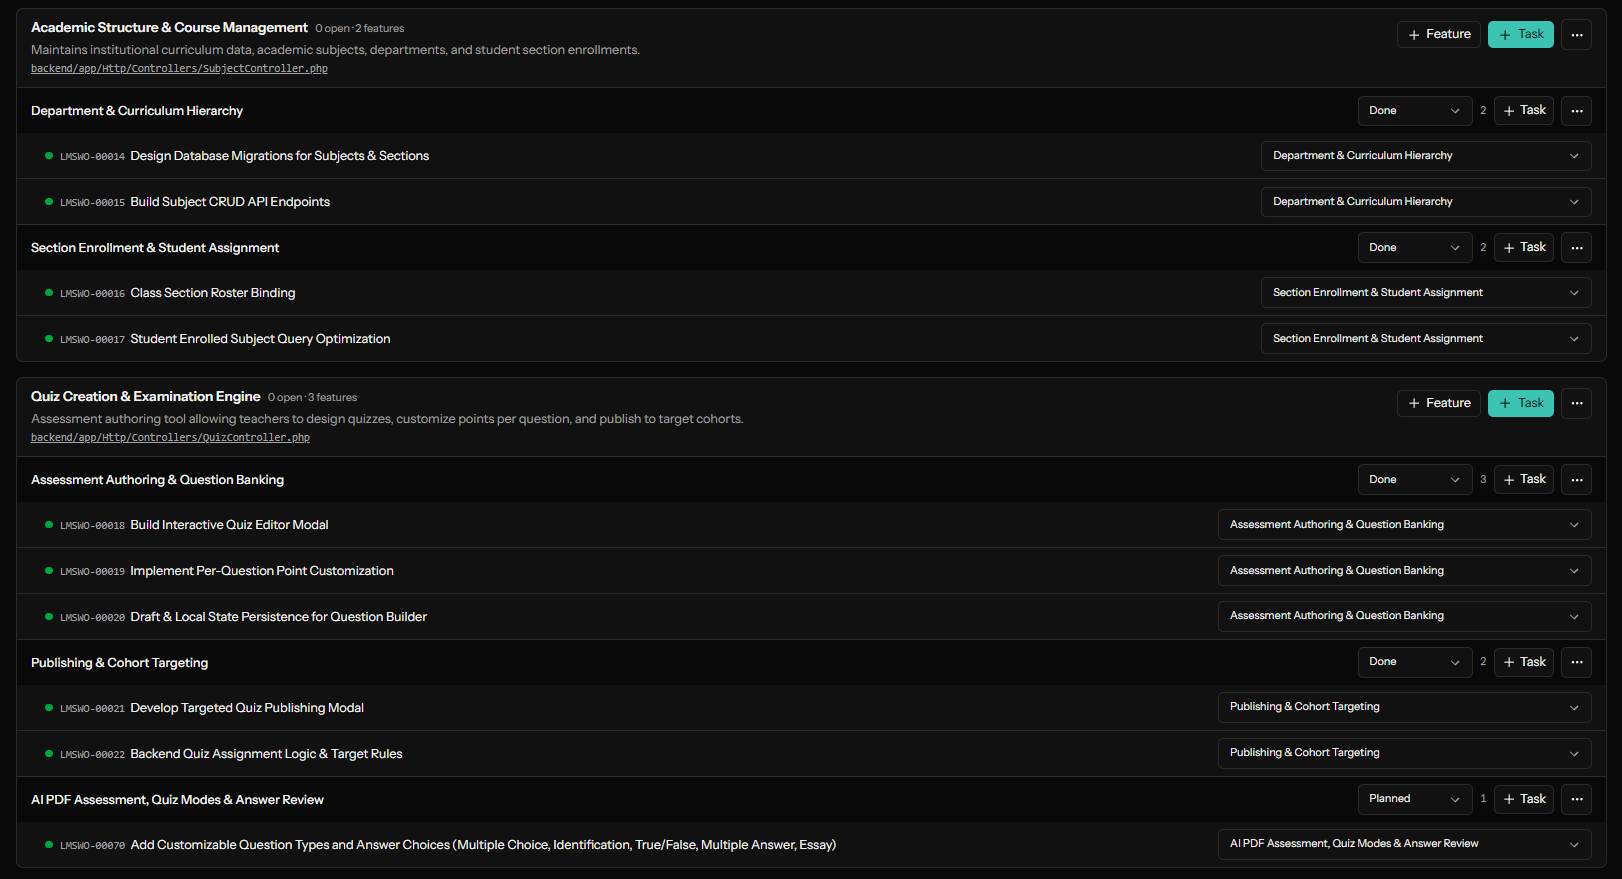 Academic Structure & Course Management 0 open · 2 features + Feature + Task ...
Maintains institutional curriculum data, academic subjects, departments, and student section enrollments.
backend/app/Http/Controllers/SubjectController.php
Department & Curriculum Hierarchy Done 2 + Task ...
LMSWO-00014 Design Database Migrations for Subjects & Sections Department & Curriculum Hierarchy
LMSWO-00015 Build Subject CRUD API Endpoints Department & Curriculum Hierarchy
Section Enrollment & Student Assignment Done 2 + Task ...
LMSWO-00016 Class Section Roster Binding Section Enrollment & Student Assignment
LMSWO-00017 Student Enrolled Subject Query Optimization Section Enrollment & Student Assignment
Quiz Creation & Examination Engine 0 open · 3 features + Feature + Task ...
Assessment authoring tool allowing teachers to design quizzes, customize points per question, and publish to target cohorts.
backend/app/Http/Controllers/QuizController.php
Assessment Authoring & Question Banking Done 3 + Task ...
LMSWO-00018 Build Interactive Quiz Editor Modal Assessment Authoring & Question Banking
LMSWO-00019 Implement Per-Question Point Customization Assessment Authoring & Question Banking
LMSWO-00020 Draft & Local State Persistence for Question Builder Assessment Authoring & Question Banking
Publishing & Cohort Targeting Done 2 + Task ...
LMSWO-00021 Develop Targeted Quiz Publishing Modal Publishing & Cohort Targeting
LMSWO-00022 Backend Quiz Assignment Logic & Target Rules Publishing & Cohort Targeting
AI PDF Assessment, Quiz Modes & Answer Review Planned 1 + Task ...
LMSWO-00070 Add Customizable Question Types and Answer Choices (Multiple Choice, Identification, True/False, Multiple Answer, Essay) AI PDF Assessment, Quiz Modes & Answer Review